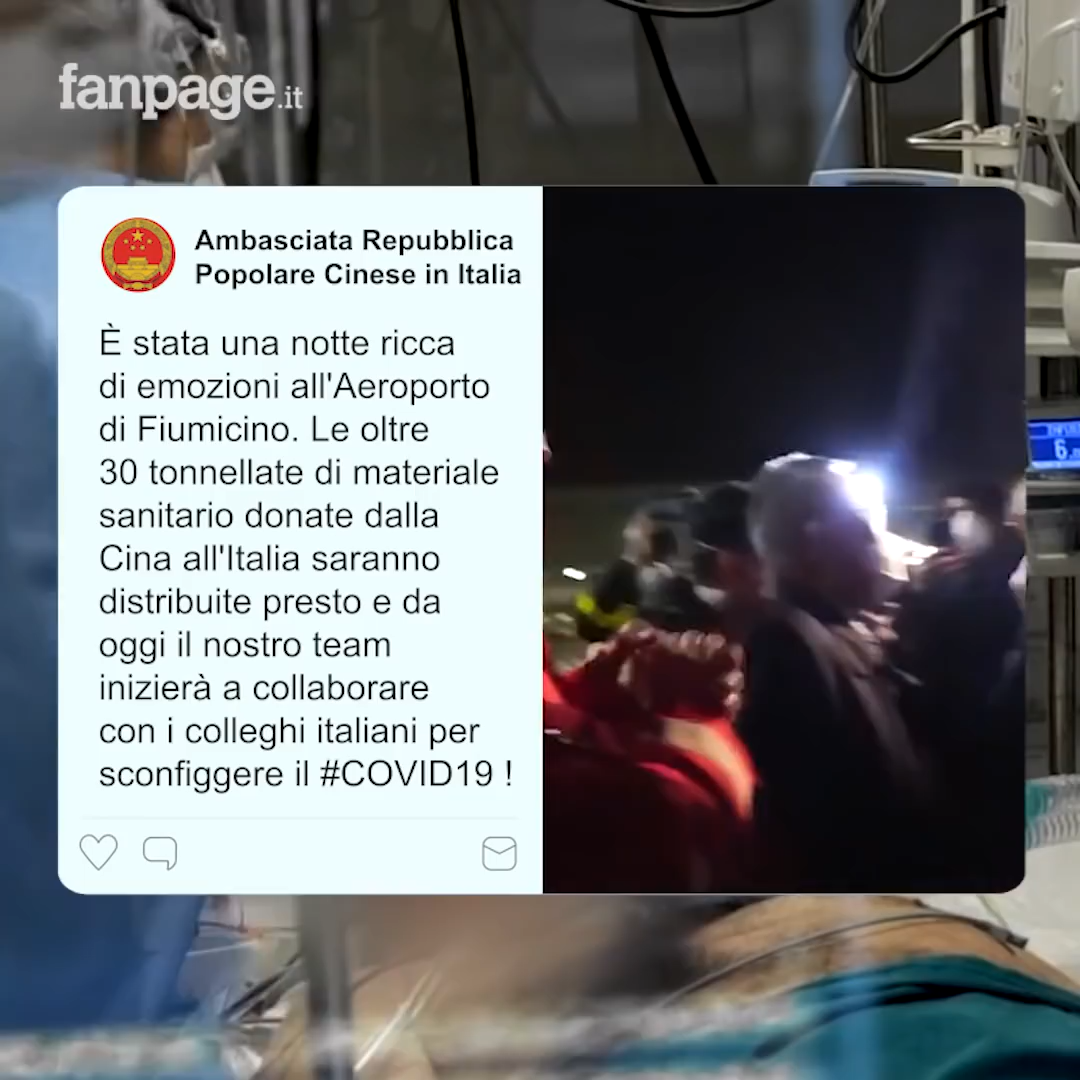 fanpage.it
Ambasciata Repubblica
Popolare Cinese in Italia
È stata una notte ricca
di emozioni all'Aeroporto
di Fiumicino. Le oltre
30 tonnellate di materiale
sanitario donate dalla
Cina all'Italia saranno
distribuite presto e da
oggi il nostro team
inizierà a collaborare
con i colleghi italiani per
sconfiggere il #COVID19 !